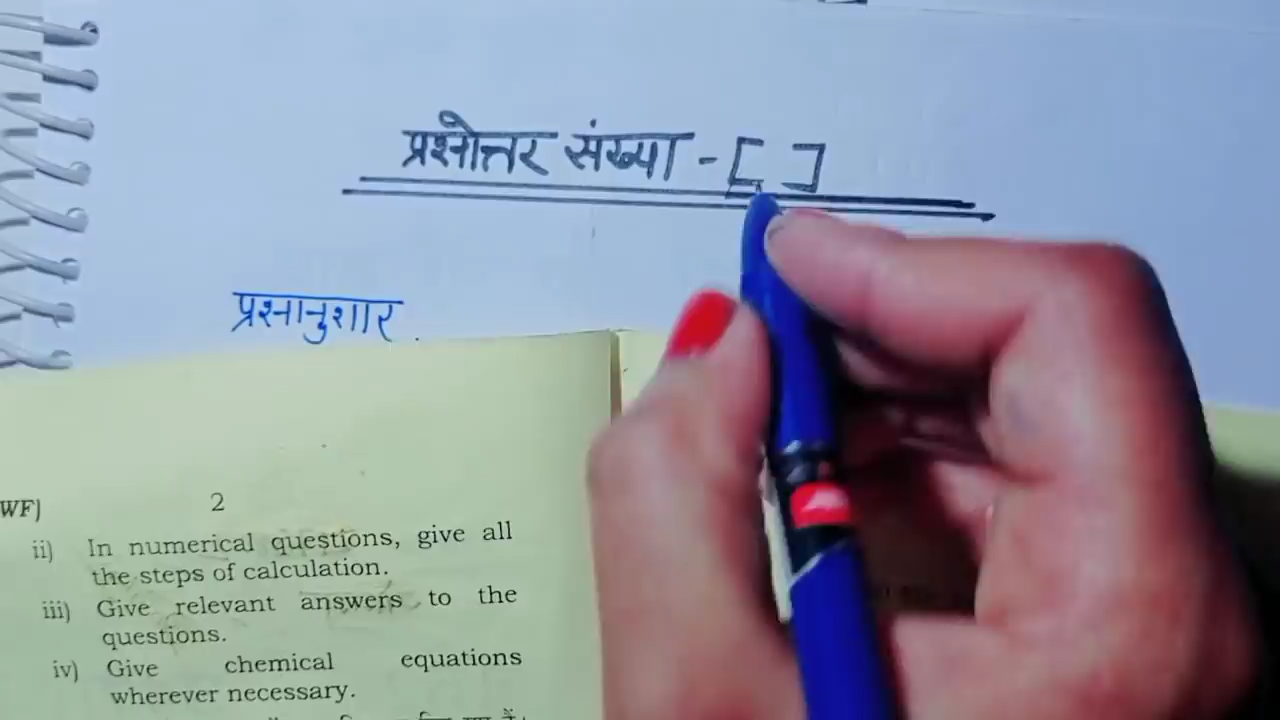 प्रश्नोत्तर संख्या - [ ]
प्रश्नानुशार
WF) 2
ii) In numerical questions, give all
the steps of calculation.
iii) Give relevant answers to the
questions.
iv) Give chemical equations
wherever necessary.